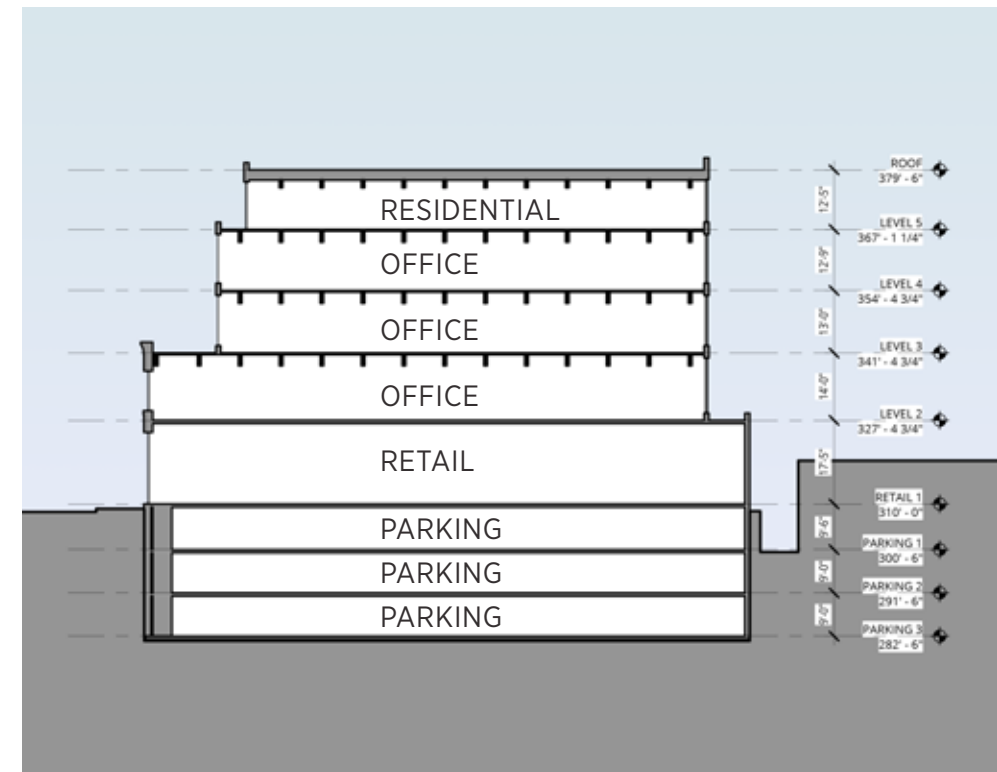 ROOF
379' - 6"
12'-5"
RESIDENTIAL
LEVEL 5
367' - 1 1/4"
12'-9"
OFFICE
LEVEL 4
354' - 4 3/4"
13'-0"
OFFICE
LEVEL 3
341' - 4 3/4"
14'-0"
OFFICE
LEVEL 2
327' - 4 3/4"
17'-5"
RETAIL
RETAIL 1
310' - 0"
9'-6"
PARKING
PARKING 1
300' - 6"
9'-0"
PARKING
PARKING 2
291' - 6"
9'-0"
PARKING
PARKING 3
282' - 6"